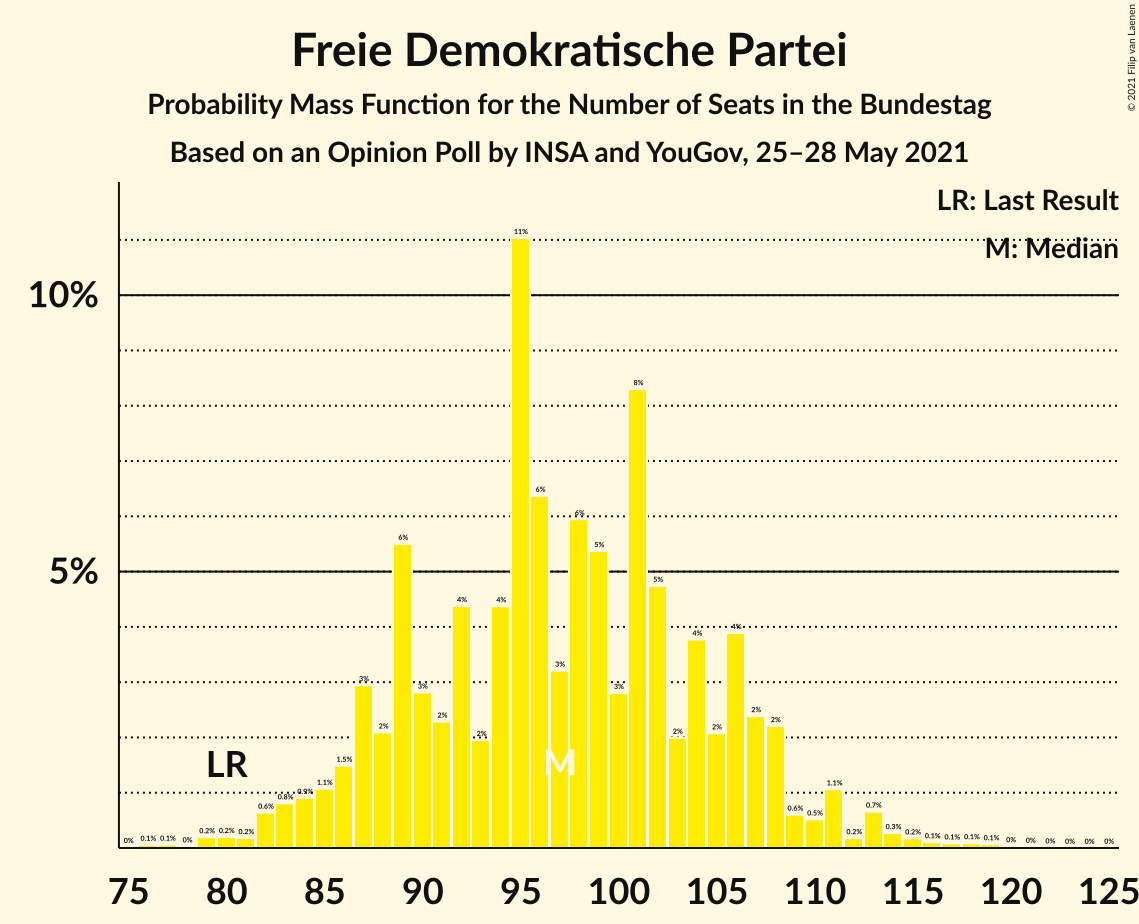 Freie Demokratische Partei
Probability Mass Function for the Number of Seats in the Bundestag
Based on an Opinion Poll by INSA and YouGov, 25–28 May 2021
© 2021 Filip van Laenen
LR: Last Result
M: Median
10%
5%
LR
M
0% 0.1% 0.1% 0% 0.2% 0.2% 0.2% 0.6% 0.8% 0.9% 1.1% 1.5% 3% 2% 6% 3% 2% 4% 2% 4% 11% 6% 3% 6% 5% 3% 8% 5% 2% 4% 2% 4% 2% 2% 0.6% 0.5% 1.1% 0.2% 0.7% 0.3% 0.2% 0.1% 0.1% 0.1% 0.1% 0% 0% 0% 0% 0% 0%
75 80 85 90 95 100 105 110 115 120 125